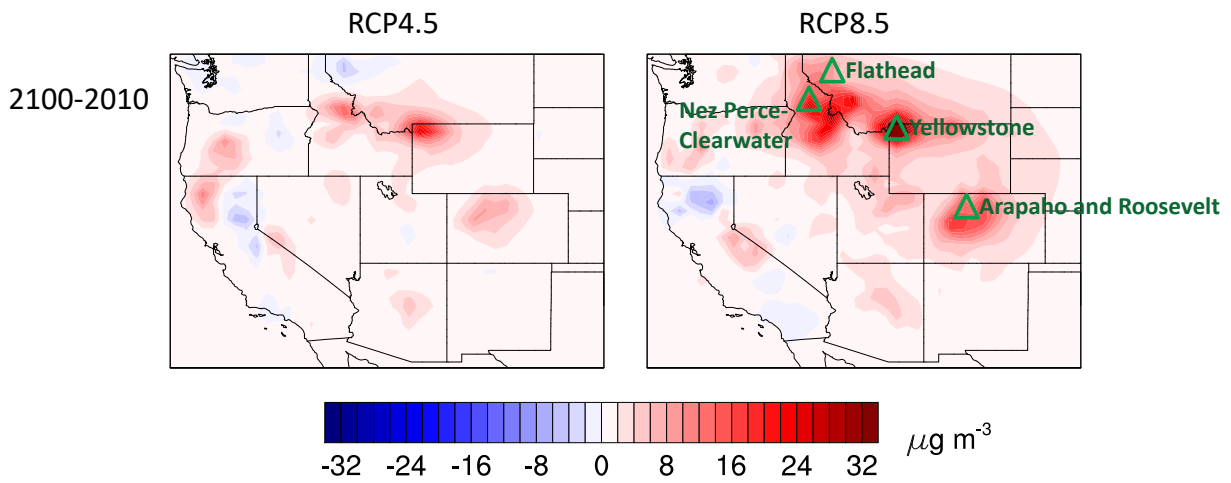 RCP4.5
RCP8.5
2100-2010
Flathead
Nez Perce-
Clearwater
Yellowstone
Arapaho and Roosevelt
-32 -24 -16 -8 0 8 16 24 32
μg m-3